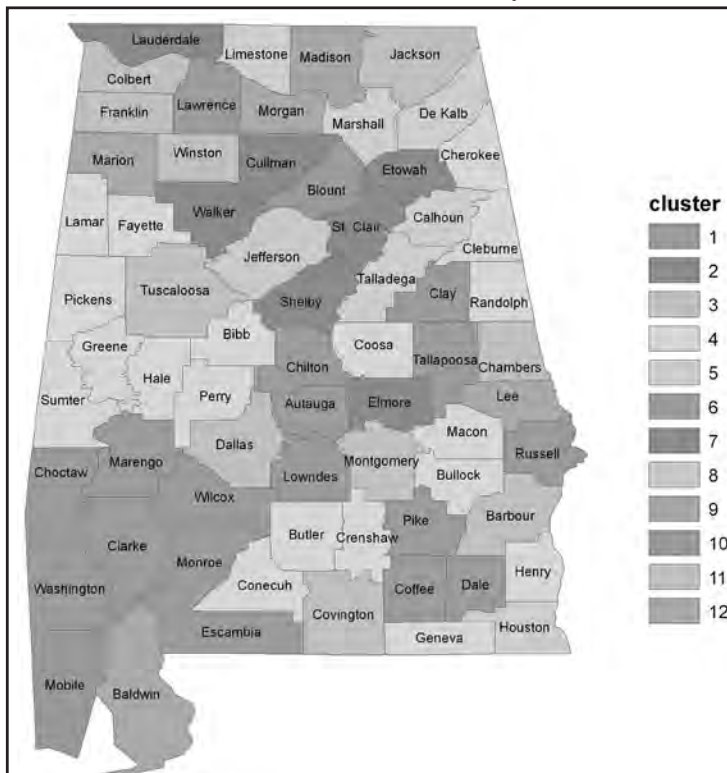 Lauderdale
Limestone
Madison
Jackson
Colbert
Franklin
Lawrence
Morgan
Marshall
De Kalb
Cherokee
Marion
Winston
Cullman
Blount
Etowah
Lamar
Fayette
Walker
St. Clair
Calhoun
Jefferson
Cleburne
Talladega
Pickens
Tuscaloosa
Shelby
Clay
Randolph
Greene
Bibb
Coosa
Hale
Chilton
Tallapoosa
Chambers
Sumter
Perry
Autauga
Elmore
Lee
Dallas
Macon
Choctaw
Marengo
Lowndes
Montgomery
Bullock
Russell
Wilcox
Pike
Barbour
Clarke
Butler
Crenshaw
Monroe
Washington
Conecuh
Coffee
Dale
Henry
Covington
Escambia
Geneva
Houston
Mobile
Baldwin
cluster
1
2
3
4
5
6
7
8
9
10
11
12